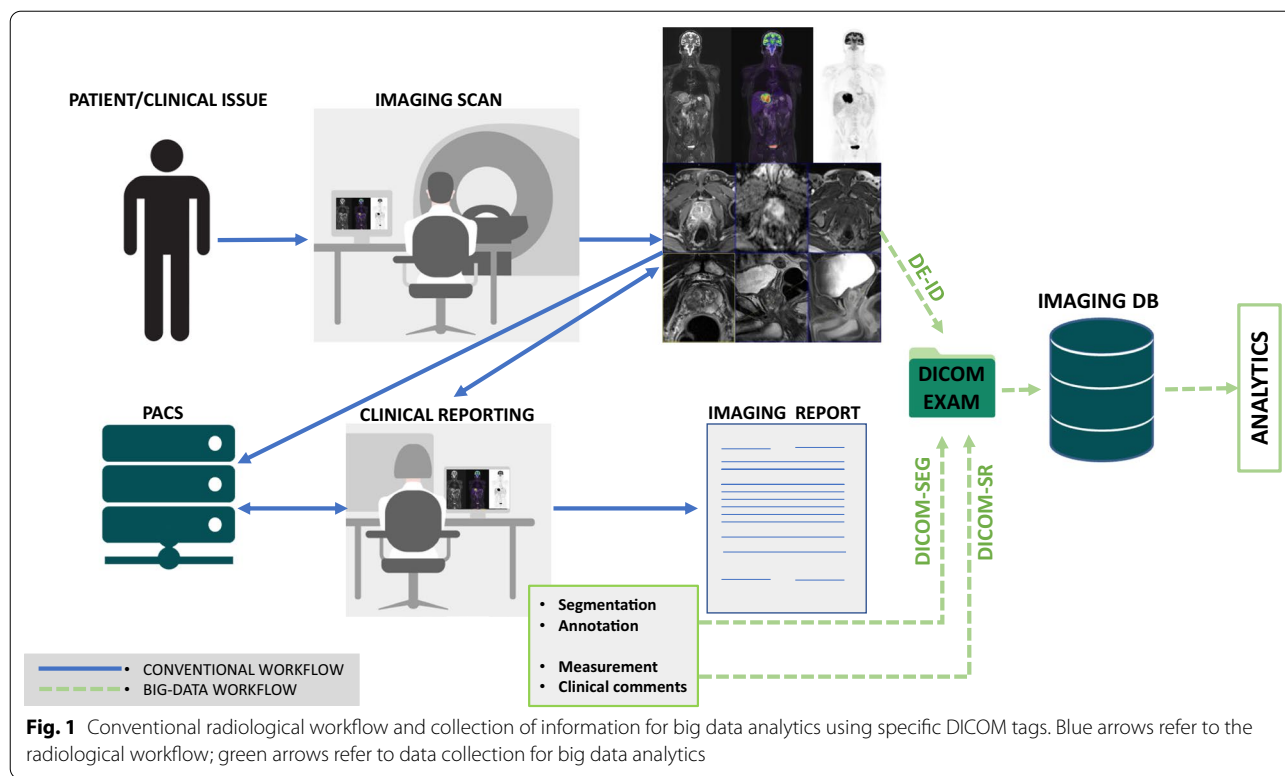 PATIENT/CLINICAL ISSUE
IMAGING SCAN
DE-ID
IMAGING DB
DICOM
EXAM
ANALYTICS
PACS
CLINICAL REPORTING
IMAGING REPORT
DICOM-SEG
DICOM-SR
• Segmentation
• Annotation
• Measurement
• Clinical comments
• CONVENTIONAL WORKFLOW
• BIG-DATA WORKFLOW
Fig. 1 Conventional radiological workflow and collection of information for big data analytics using specific DICOM tags. Blue arrows refer to the
radiological workflow; green arrows refer to data collection for big data analytics